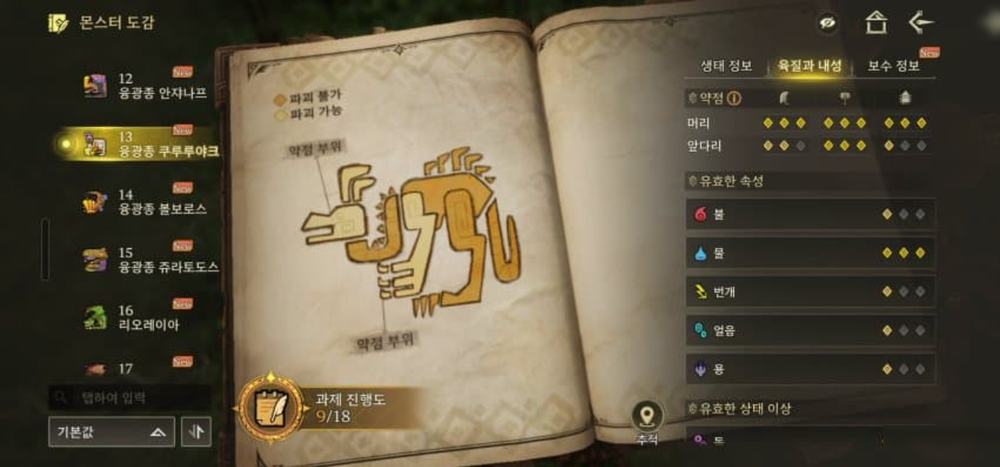 몬스터 도감
New
12
융광종 안쟈나프
New
13
융광종 쿠루루야크
New
14
융광종 볼보로스
New
15
융광종 쥬라토도스
New
16
리오레이아
New
17
탭하여 입력
기본값
파괴 불가
파괴 가능
약점 부위
약점 부위
과제 진행도
9/18
추적
New
생태 정보 육질과 내성 보수 정보
약점
머리
앞다리
유효한 속성
불
물
번개
얼음
용
유효한 상태 이상
독